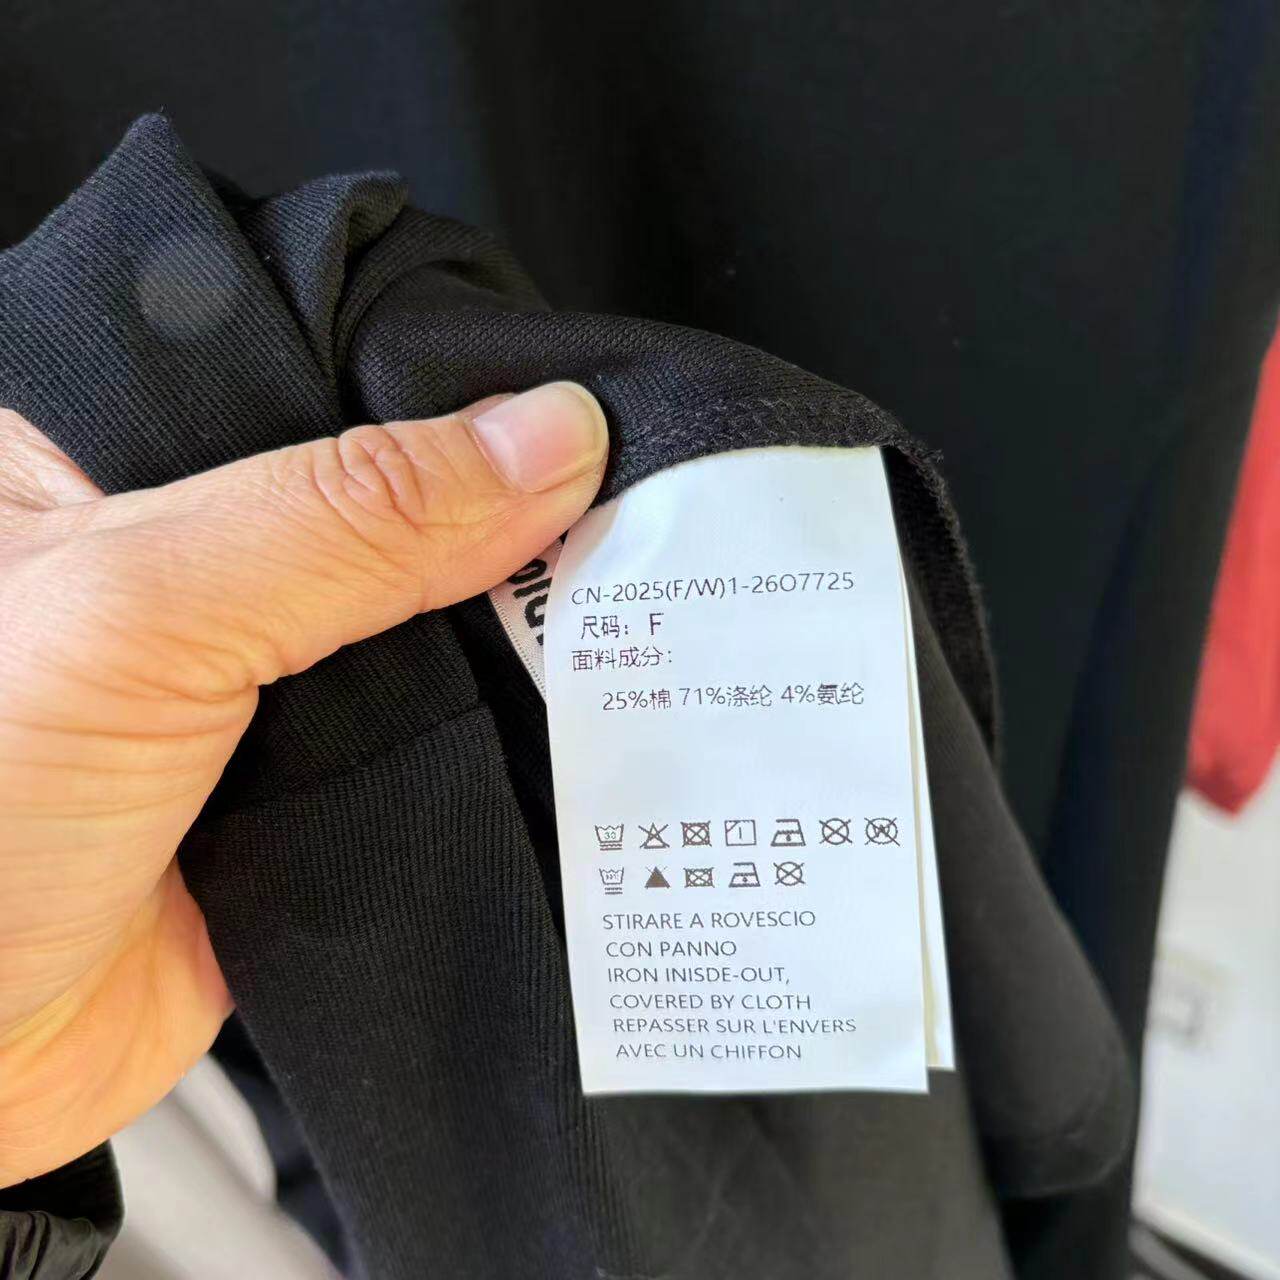 CN-2025(F/W)1-26O7725
尺码：F
面料成分：
25%棉 71%涤纶 4%氨纶
STIRARE A ROVESCIO
CON PANNO
IRON INISDE-OUT,
COVERED BY CLOTH
REPASSER SUR L'ENVERS
AVEC UN CHIFFON